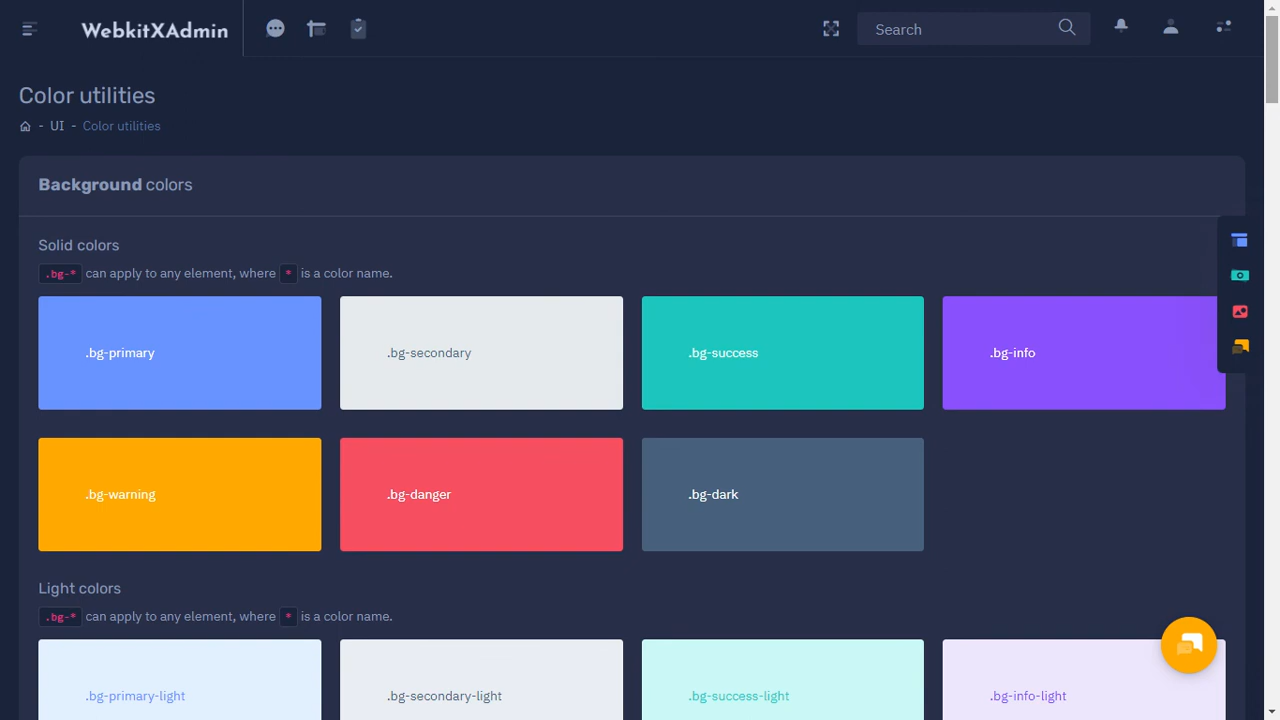 WebkitXAdmin
Search
Color utilities
- UI - Color utilities
Background colors
Solid colors
.bg-* can apply to any element, where * is a color name.
.bg-primary
.bg-secondary
.bg-success
.bg-info
.bg-warning
.bg-danger
.bg-dark
Light colors
.bg-* can apply to any element, where * is a color name.
.bg-primary-light
.bg-secondary-light
.bg-success-light
.bg-info-light